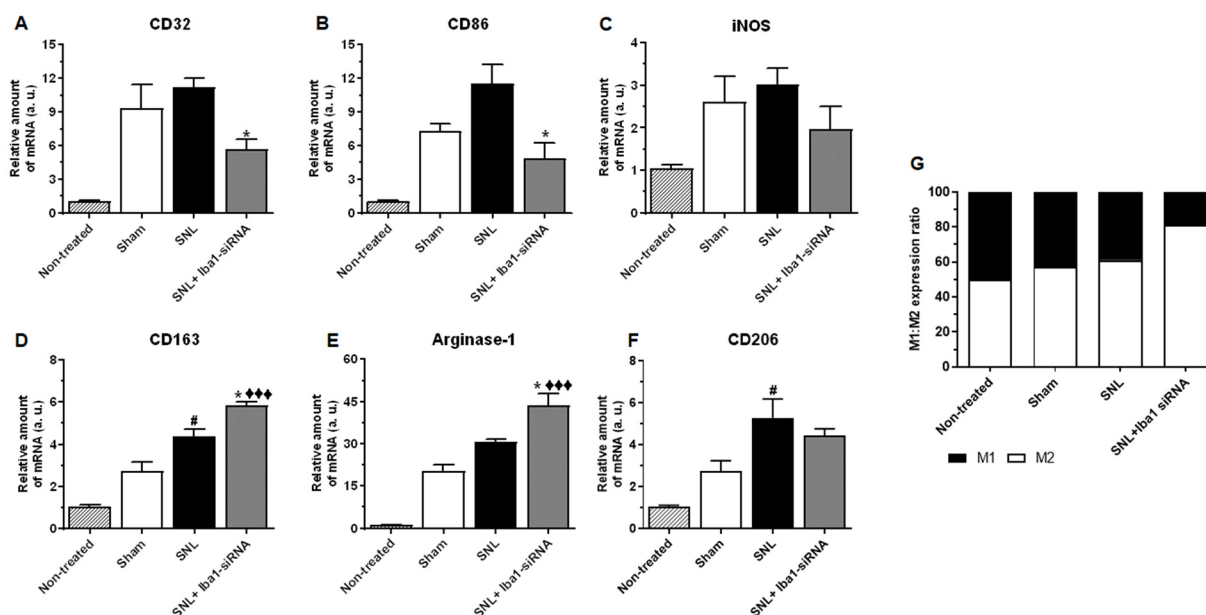 A
CD32
Relative amount
of mRNA (a. u.)
15
12
9
6
3
0
*
Non-treated
Sham
SNL
SNL+ Iba1-siRNA
B
CD86
Relative amount
of mRNA (a. u.)
15
12
9
6
3
0
*
Non-treated
Sham
SNL
SNL+ Iba1-siRNA
C
iNOS
Relative amount
of mRNA (a. u.)
4
3
2
1
0
Non-treated
Sham
SNL
SNL+ Iba1-siRNA
D
CD163
Relative amount
of mRNA (a. u.)
8
6
4
2
0
#
* ♦♦♦
Non-treated
Sham
SNL
SNL+ Iba1-siRNA
E
Arginase-1
Relative amount
of mRNA (a. u.)
60
45
30
15
0
* ♦♦♦
Non-treated
Sham
SNL
SNL+ Iba1-siRNA
F
CD206
Relative amount
of mRNA (a. u.)
8
6
4
2
0
#
Non-treated
Sham
SNL
SNL+ Iba1-siRNA
G
M1:M2 expression ratio
100
80
60
40
20
0
Non-treated
Sham
SNL
SNL+Iba1 siRNA
M1 M2